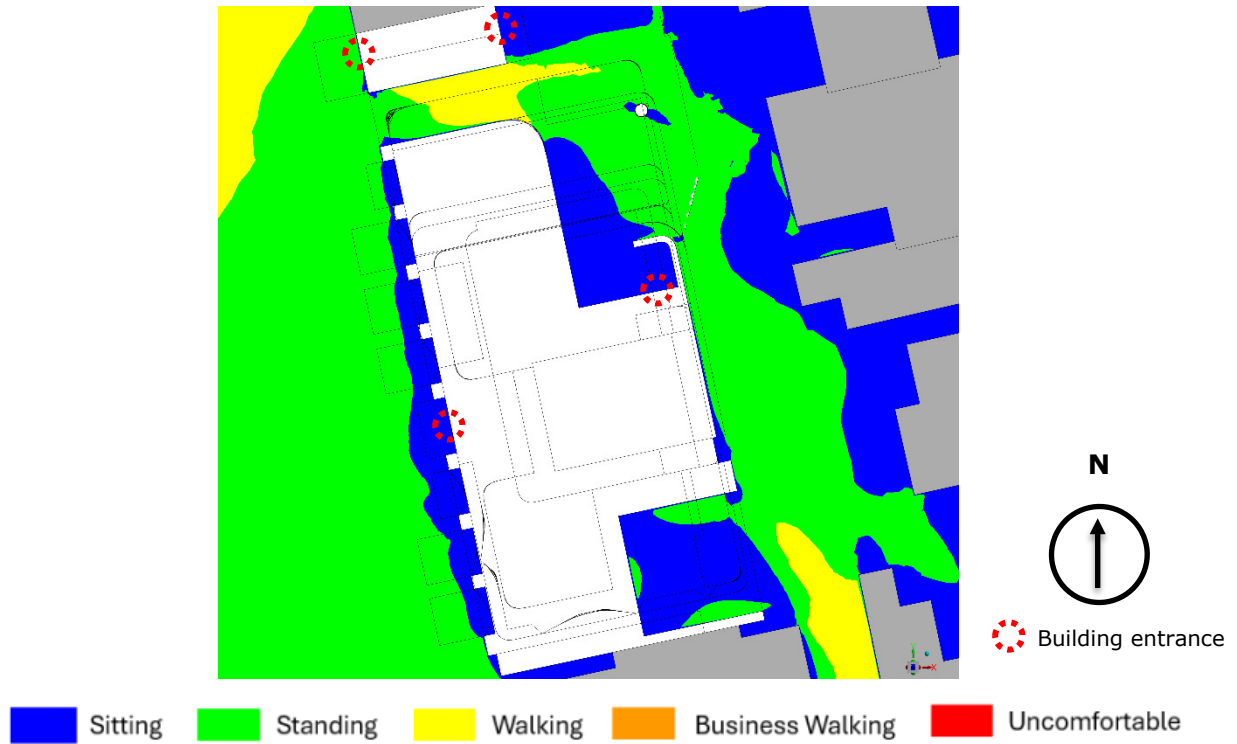 N
Building entrance
Sitting
Standing
Walking
Business Walking
Uncomfortable